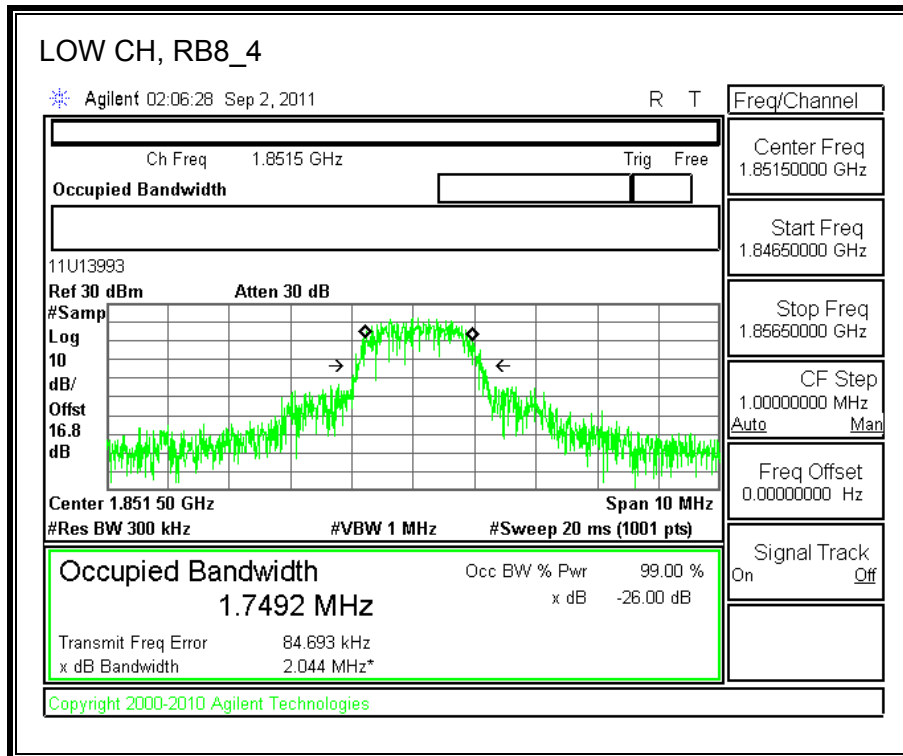 LOW CH, RB8_4
Agilent 02:06:28 Sep 2, 2011 R T
Freq/Channel
Ch Freq 1.8515 GHz Trig Free
Occupied Bandwidth
Center Freq
1.85150000 GHz
Start Freq
1.84650000 GHz
Stop Freq
1.85650000 GHz
CF Step
1.00000000 MHz
Auto Man
Freq Offset
0.00000000 Hz
Signal Track
On Off
11U13993
Ref 30 dBm Atten 30 dB
#Samp
Log
10
dB/
Offst
16.8
dB
Center 1.851 50 GHz Span 10 MHz
#Res BW 300 kHz #VBW 1 MHz #Sweep 20 ms (1001 pts)
Occupied Bandwidth Occ BW % Pwr 99.00 %
1.7492 MHz x dB -26.00 dB
Transmit Freq Error 84.693 kHz
x dB Bandwidth 2.044 MHz*
Copyright 2000-2010 Agilent Technologies